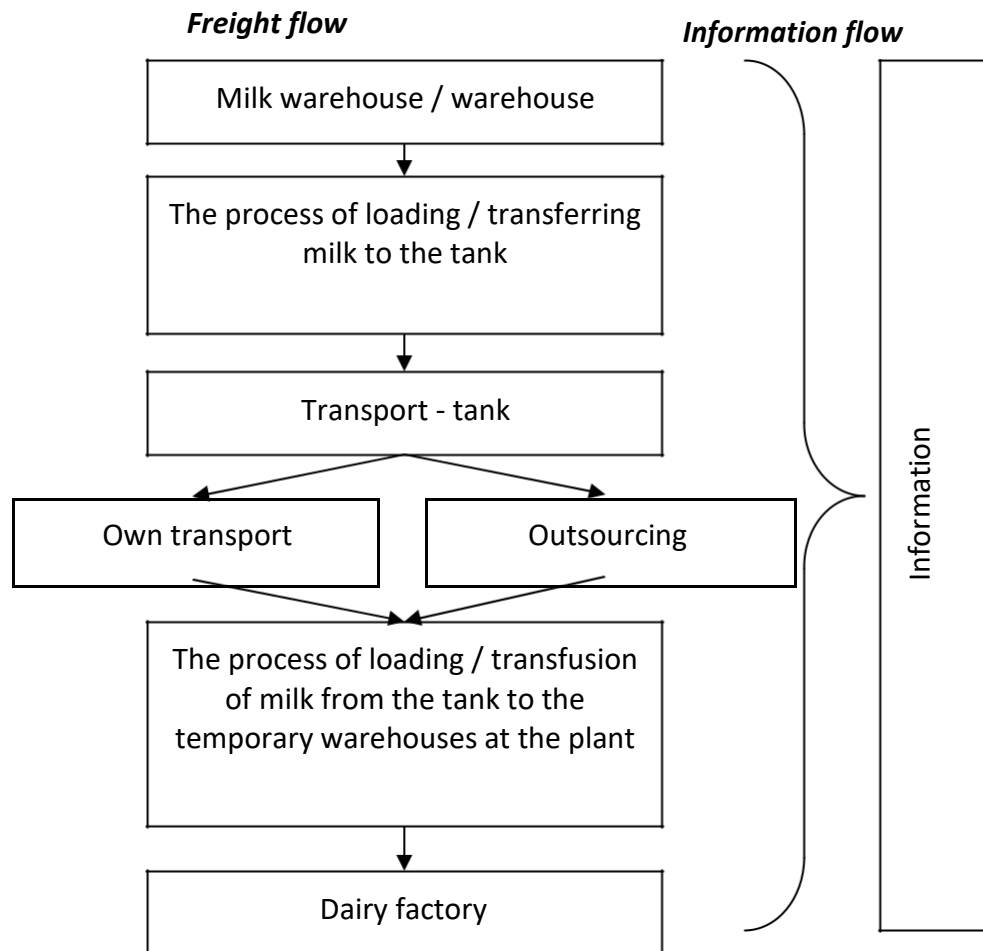 Freight flow
Information flow
Milk warehouse / warehouse
The process of loading / transferring
milk to the tank
Transport - tank
Own transport
Outsourcing
The process of loading / transfusion
of milk from the tank to the
temporary warehouses at the plant
Dairy factory
Information